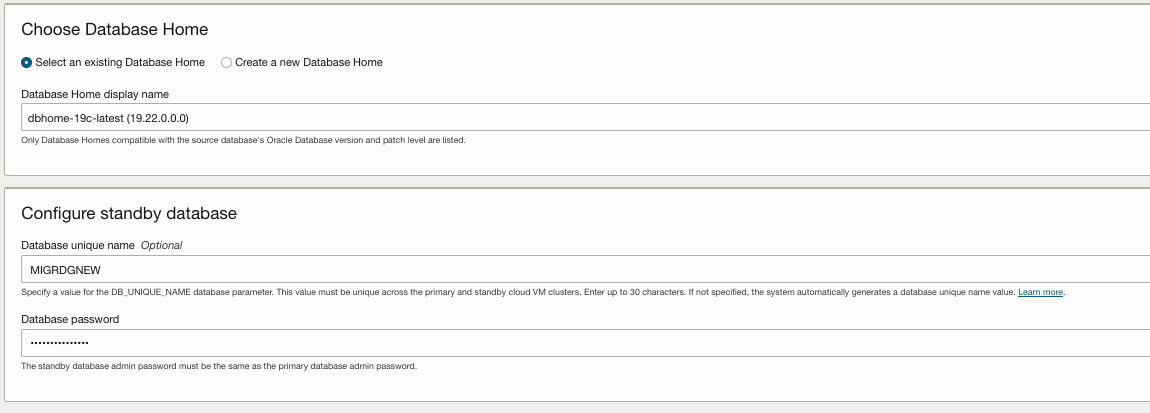 Choose Database Home
Select an existing Database Home Create a new Database Home
Database Home display name
dbhome-19c-latest (19.22.0.0.0)
Only Database Homes compatible with the source database's Oracle Database version and patch level are listed.
Configure standby database
Database unique name Optional
MIGRDGNEW
Specify a value for the DB_UNIQUE_NAME database parameter. This value must be unique across the primary and standby cloud VM clusters. Enter up to 30 characters. If not specified, the system automatically generates a database unique name value. Learn more.
Database password
•••••••••••••••
The standby database admin password must be the same as the primary database admin password.